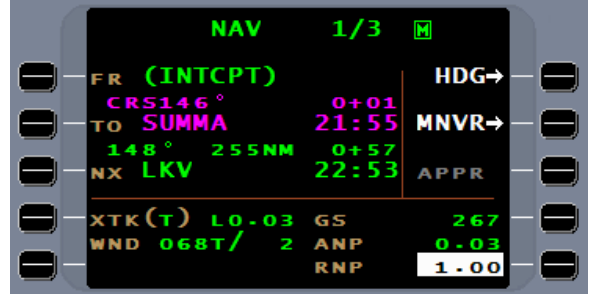 NAV 1/3 M
FR (INTCPT) HDG→
CRS146° 0+01
TO SUMMA 21:55 MNVR→
148° 255NM 0+57
NX LKV 22:53 APPR
XTK(T) L0.03 GS 267
WND 068T/ 2 ANP 0.03
RNP 1.00